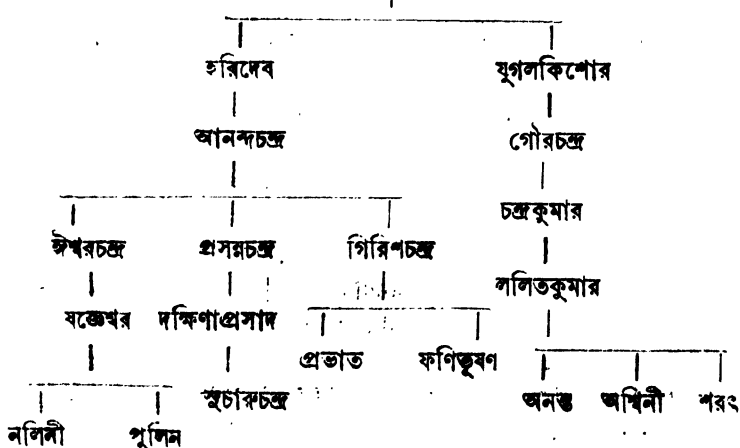 হরিদেব যুগলকিশোর
আনন্দচন্দ্র গৌরচন্দ্র
চন্দ্রকুমার
ঈশ্বরচন্দ্র প্রসন্নচন্দ্র গিরিশচন্দ্র
ললিতকুমার
যজ্ঞেশ্বর দক্ষিণাপ্রসাদ
প্রভাত ফণিভূষণ
সুচারুচন্দ্র অনন্ত অশ্বিনী শরৎ
নলিনী পুলিন